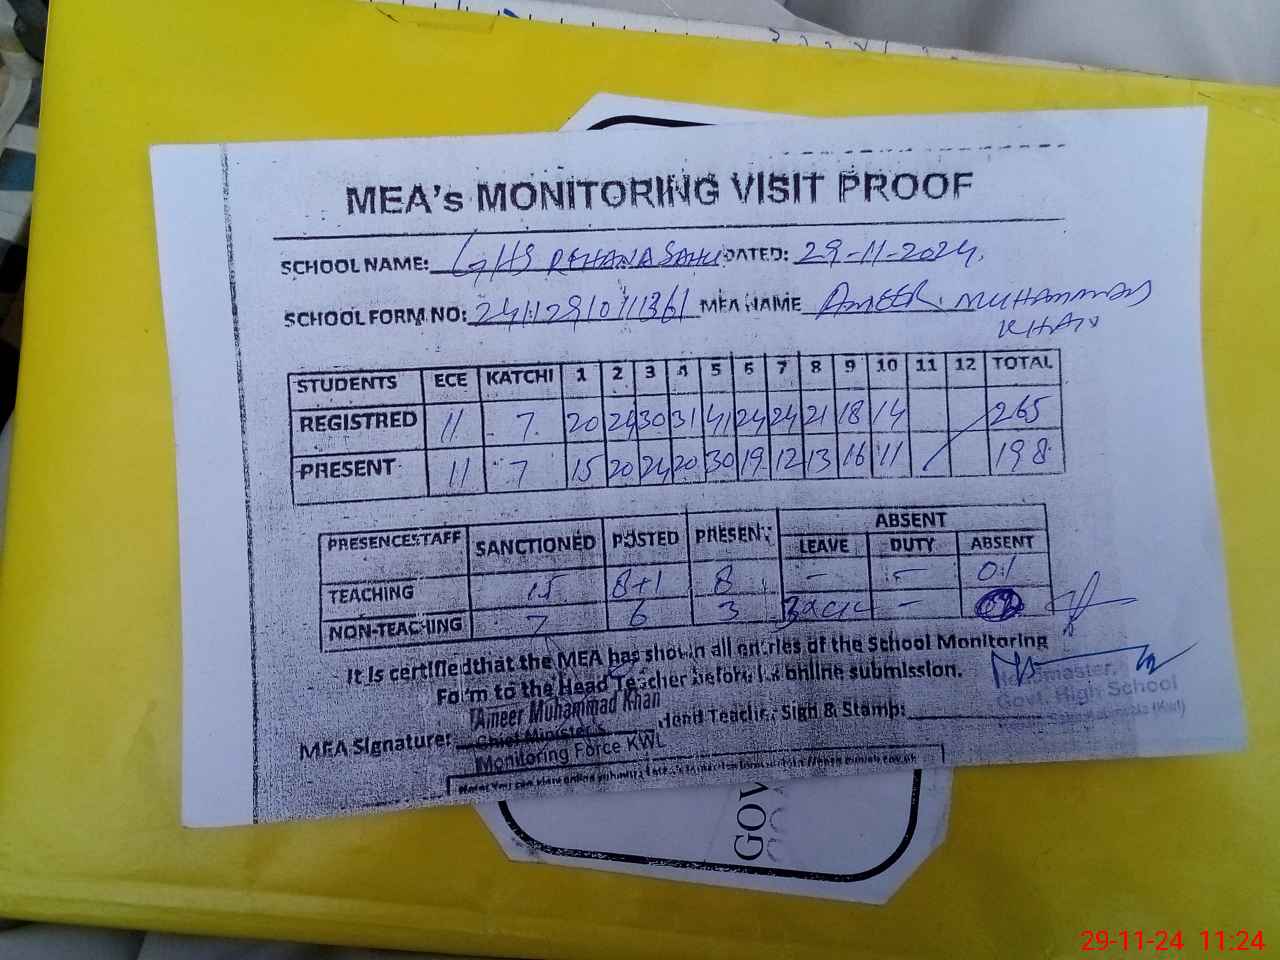 MEA's MONITORING VISIT PROOF
SCHOOL NAME: GHS REHANA SAHU DATED: 29-11-2024.
SCHOOL FORM NO: 24112910111361 MEA NAME AMEER MUHAMMAD KHAN
STUDENTS ECE KATCHI 1 2 3 4 5 6 7 8 9 10 11 12 TOTAL
REGISTRED 11 7 20 24 30 31 41 24 24 21 18 14 265
PRESENT 11 7 15 20 24 20 30 19 12 13 16 11 198
PRESENCESTAFF SANCTIONED POSTED PRESENT ABSENT
LEAVE DUTY ABSENT
TEACHING 15 8+1 8 - - 01
NON-TEACHING 7 6 3 -
It is certified that the MEA has shown all entries of the School Monitoring
Form to the Head Teacher before online submission.
Headmaster,
Govt. High School
(Kwl)
Ameer Muhammad Khan
MEA Signature: Chief Minister's Head Teacher Sign & Stamp:
Monitoring Force KWL
GOV
29-11-24 11:24